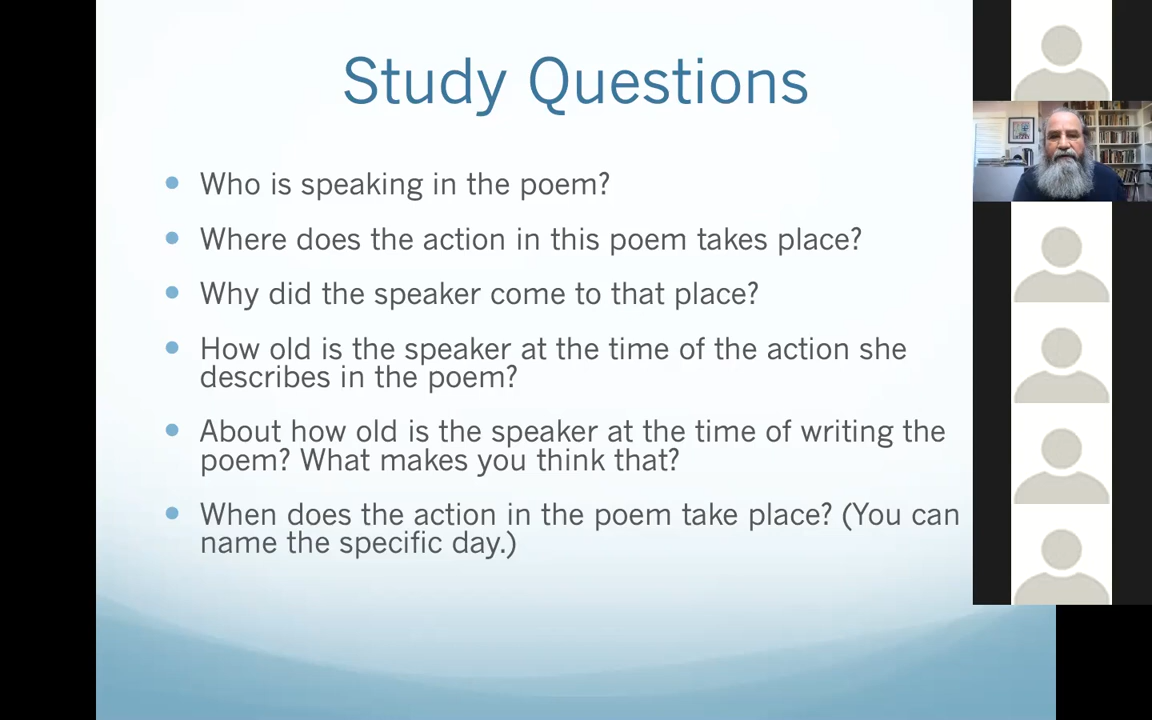 Study Questions
Who is speaking in the poem?
Where does the action in this poem takes place?
Why did the speaker come to that place?
How old is the speaker at the time of the action she
describes in the poem?
About how old is the speaker at the time of writing the
poem? What makes you think that?
When does the action in the poem take place? (You can
name the specific day.)